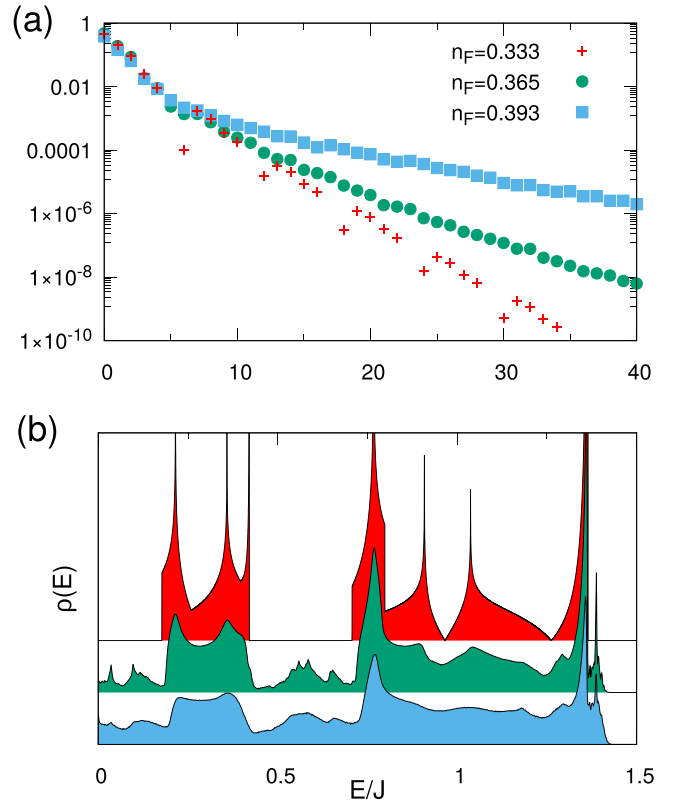 (a)
1
0.01
0.0001
1×10⁻⁶
1×10⁻⁸
1×10⁻¹⁰
n_F=0.333
n_F=0.365
n_F=0.393
0 10 20 30 40
(b)
ρ(E)
0 0.5 1 1.5
E/J